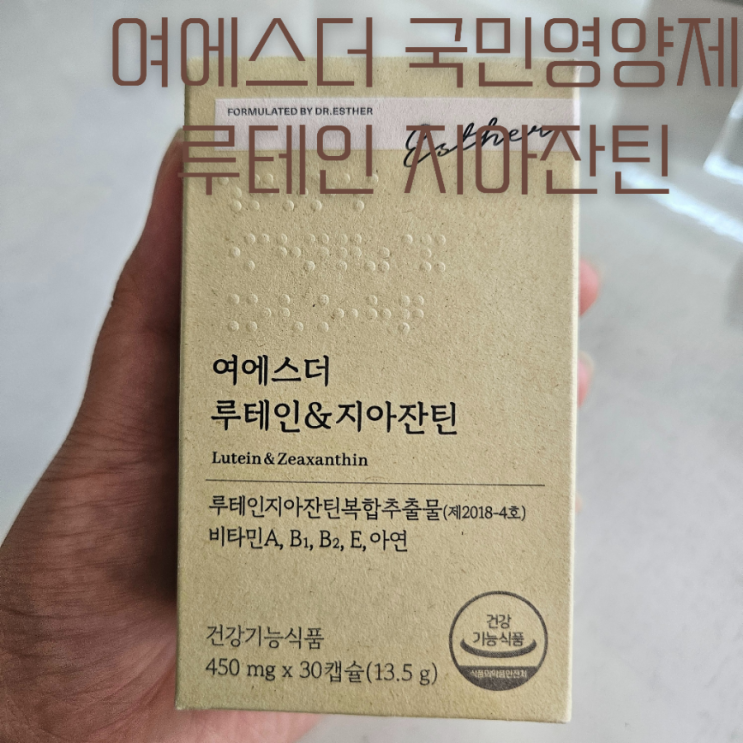 여에스더 국민영양제
루테인 지아잔틴
FORMULATED BY DR.ESTHER
Esther
여에스더
루테인&지아잔틴
Lutein & Zeaxanthin
루테인지아잔틴복합추출물(제2018-4호)
비타민A, B₁, B₂, E, 아연
건강기능식품
450 mg x 30캡슐(13.5 g)
건강
기능식품
식품의약품안전처